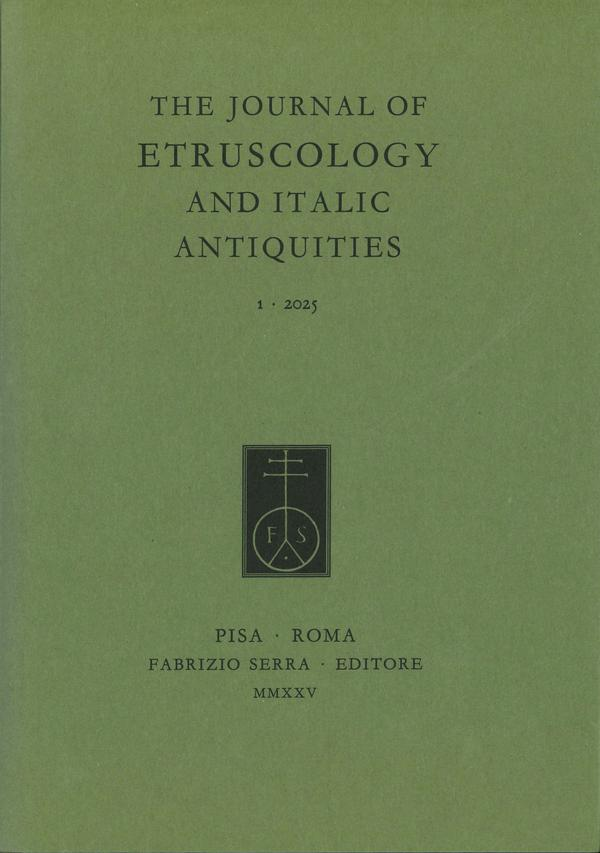 THE JOURNAL OF
ETRUSCOLOGY
AND ITALIC
ANTIQUITIES
1 · 2025
F S
PISA · ROMA
FABRIZIO SERRA · EDITORE
MMXXV